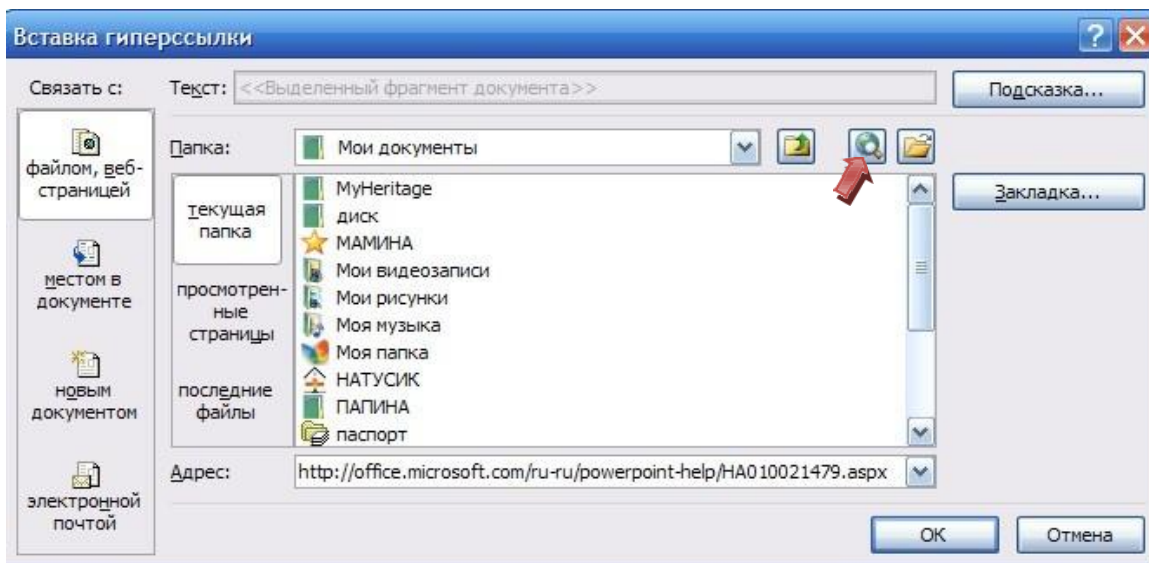 Вставка гиперссылки
Связать с:
Текст: <<Выделенный фрагмент документа>>
Подсказка...
файлом, веб-
страницей
Папка:
Мои документы
текущая
папка
MyHeritage
диск
МАМИНА
Мои видеозаписи
Мои рисунки
Моя музыка
Моя папка
НАТУСИК
ПАПИНА
паспорт
Закладка...
местом в
документе
просмотрен-
ные
страницы
новым
документом
последние
файлы
Адрес:
http://office.microsoft.com/ru-ru/powerpoint-help/HA010021479.aspx
электронной
почтой
ОК
Отмена